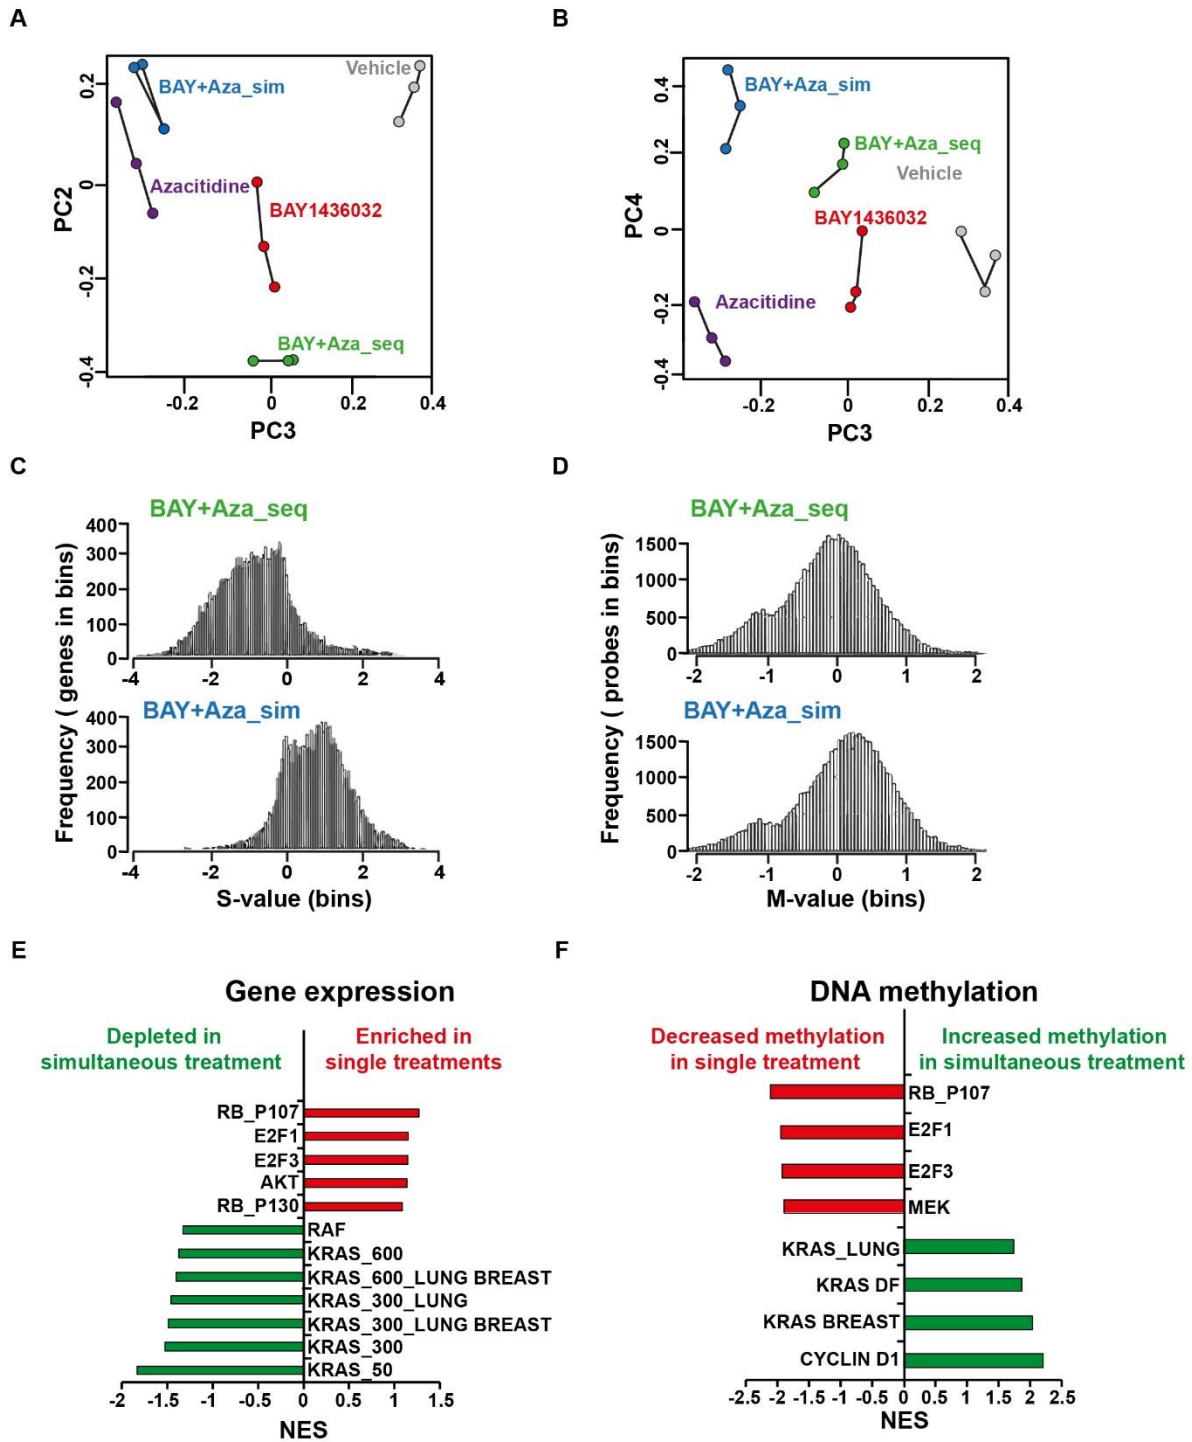 A
0.2
0
-0.2
-0.4
PC2
BAY+Aza_sim
Vehicle
Azacitidine
BAY1436032
BAY+Aza_seq
-0.2
0
0.2
0.4
PC3
B
0.4
0.2
0
-0.2
-0.4
PC4
BAY+Aza_sim
BAY+Aza_seq
Vehicle
BAY1436032
Azacitidine
-0.2
0
0.2
0.4
PC3
C
BAY+Aza_seq
400
300
200
100
0
-4
-2
0
2
4
BAY+Aza_sim
400
300
200
100
0
-4
-2
0
2
4
Frequency ( genes in bins)
S-value (bins)
D
BAY+Aza_seq
1500
1000
500
0
-2
-1
0
1
2
BAY+Aza_sim
1500
1000
500
0
-2
-1
0
1
2
Frequency ( probes in bins)
M-value (bins)
E
Gene expression
Depleted in
simultaneous treatment
Enriched in
single treatments
RB_P107
E2F1
E2F3
AKT
RB_P130
RAF
KRAS_600
KRAS_600_LUNG BREAST
KRAS_300_LUNG
KRAS_300_LUNG BREAST
KRAS_300
KRAS_50
-2
-1.5
-1
-0.5
0
0.5
1
1.5
NES
F
DNA methylation
Decreased methylation
in single treatment
Increased methylation
in simultaneous treatment
RB_P107
E2F1
E2F3
MEK
KRAS_LUNG
KRAS DF
KRAS BREAST
CYCLIN D1
-2.5
-2
-1.5
-1
-0.5
0
0.5
1
1.5
2
2.5
NES